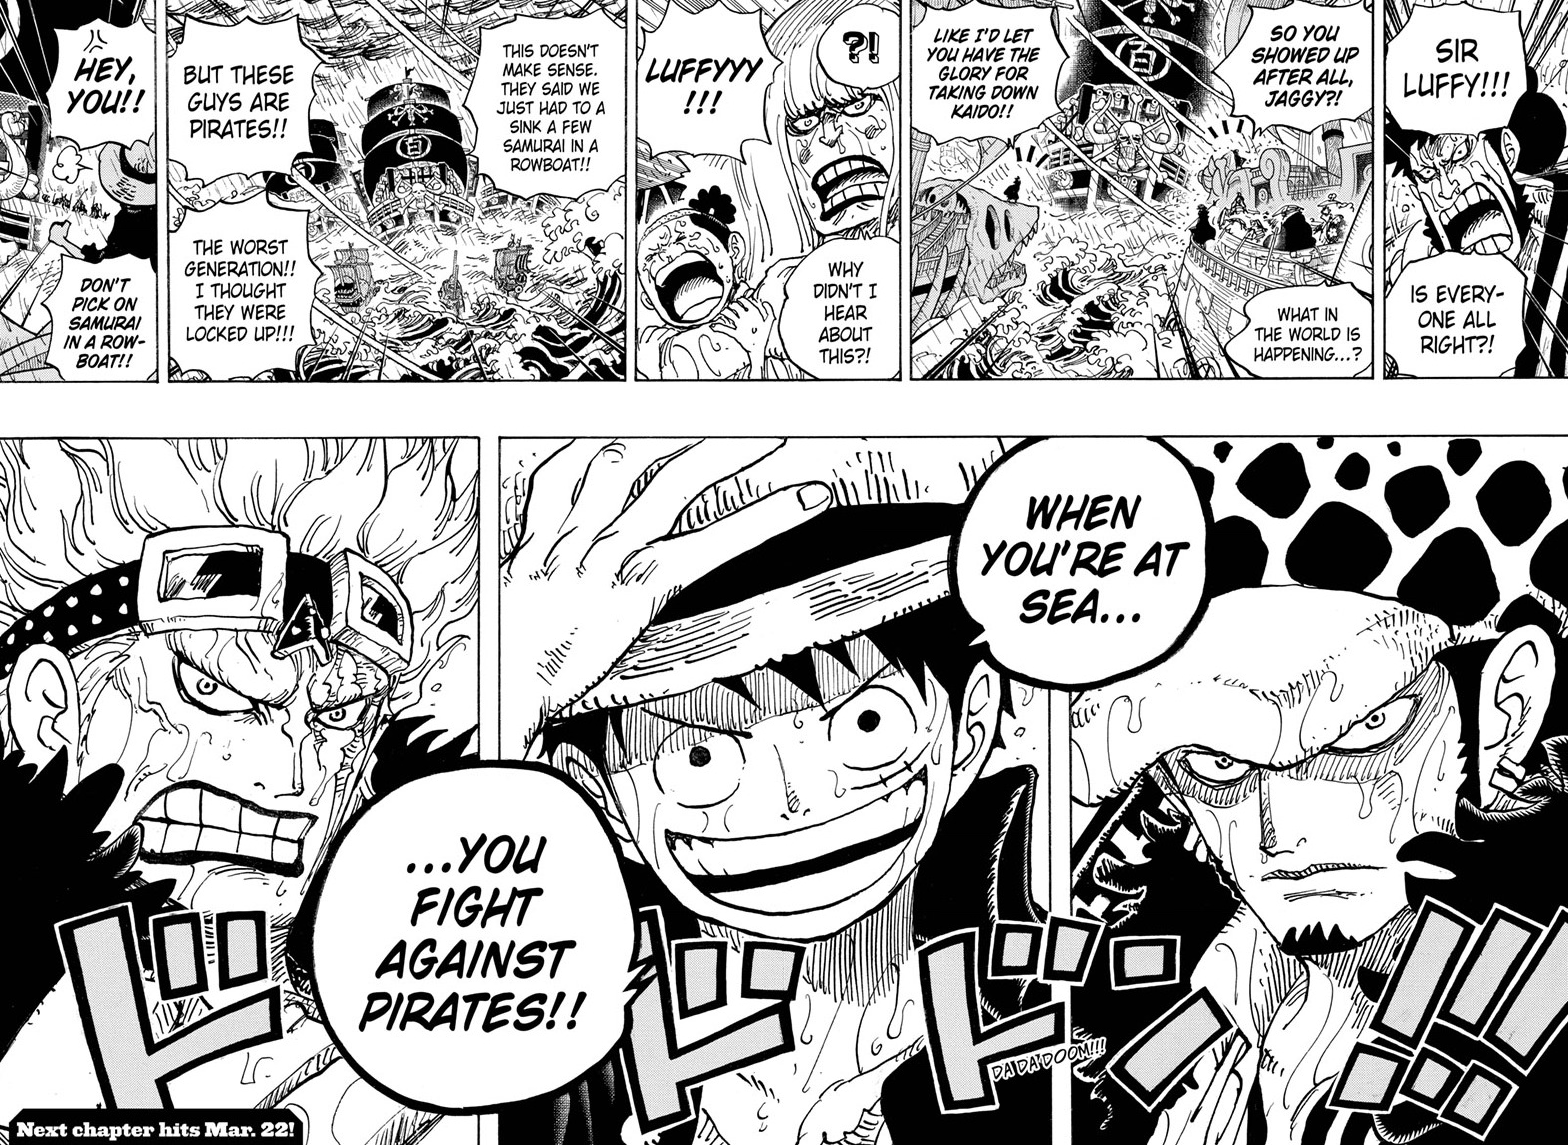 SIR
LUFFY!!!
IS EVERY-
ONE ALL
RIGHT?!
SO YOU
SHOWED UP
AFTER ALL,
JAGGY?!
LIKE I'D LET
YOU HAVE THE
GLORY FOR
TAKING DOWN
KAIDO!!
百
WHAT IN
THE WORLD IS
HAPPENING...?
?!
LUFFYYY
!!!
WHY
DIDN'T I
HEAR
ABOUT
THIS?!
THIS DOESN'T
MAKE SENSE.
THEY SAID WE
JUST HAD TO A
SINK A FEW
SAMURAI IN A
ROWBOAT!!
百
BUT THESE
GUYS ARE
PIRATES!!
THE WORST
GENERATION!!
I THOUGHT
THEY WERE
LOCKED UP!!!
HEY,
YOU!!
DON'T
PICK ON
SAMURAI
IN A ROW-
BOAT!!
WHEN
YOU'RE AT
SEA...
...YOU
FIGHT
AGAINST
PIRATES!!
ドドドン!!!
DA DA DOOM!!!
Next chapter hits Mar. 22!